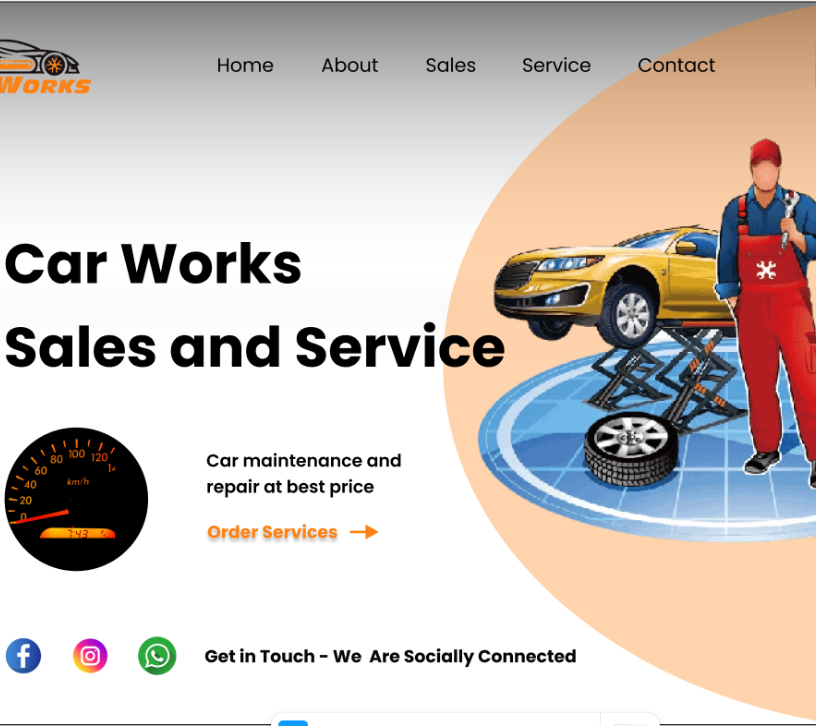 Works
Home About Sales Service Contact
Car Works
Sales and Service
0 20 40 60 80 100 120
km/h
7:43
Car maintenance and
repair at best price
Order Services
Get in Touch - We Are Socially Connected